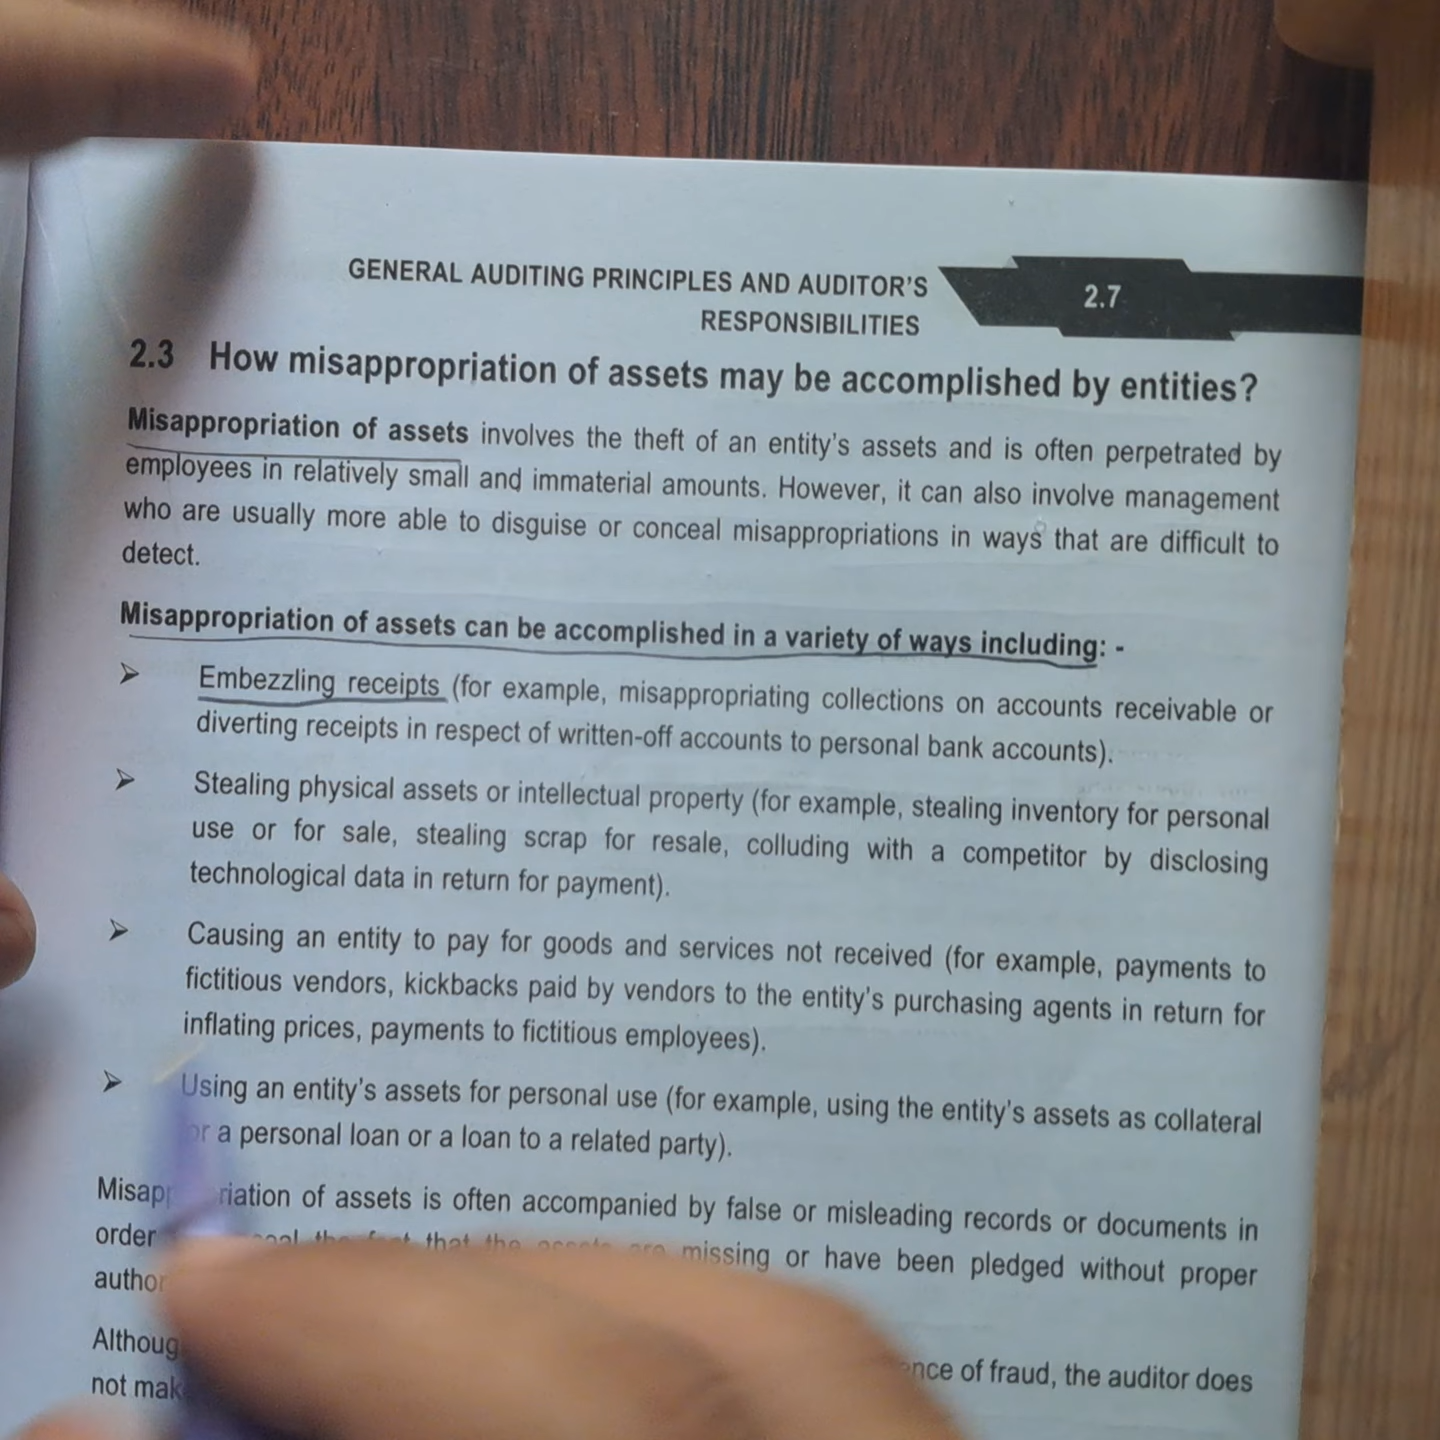 GENERAL AUDITING PRINCIPLES AND AUDITOR'S
RESPONSIBILITIES
2.7
2.3 How misappropriation of assets may be accomplished by entities?
Misappropriation of assets involves the theft of an entity's assets and is often perpetrated by
employees in relatively small and immaterial amounts. However, it can also involve management
who are usually more able to disguise or conceal misappropriations in ways that are difficult to
detect.
Misappropriation of assets can be accomplished in a variety of ways including: -
➢ Embezzling receipts (for example, misappropriating collections on accounts receivable or
diverting receipts in respect of written-off accounts to personal bank accounts).
➢ Stealing physical assets or intellectual property (for example, stealing inventory for personal
use or for sale, stealing scrap for resale, colluding with a competitor by disclosing
technological data in return for payment).
➢ Causing an entity to pay for goods and services not received (for example, payments to
fictitious vendors, kickbacks paid by vendors to the entity's purchasing agents in return for
inflating prices, payments to fictitious employees).
➢ Using an entity's assets for personal use (for example, using the entity's assets as collateral
a personal loan or a loan to a related party).
of assets is often accompanied by false or misleading records or documents in
order the fact that the assets are missing or have been pledged without proper
of fraud, the auditor does
not